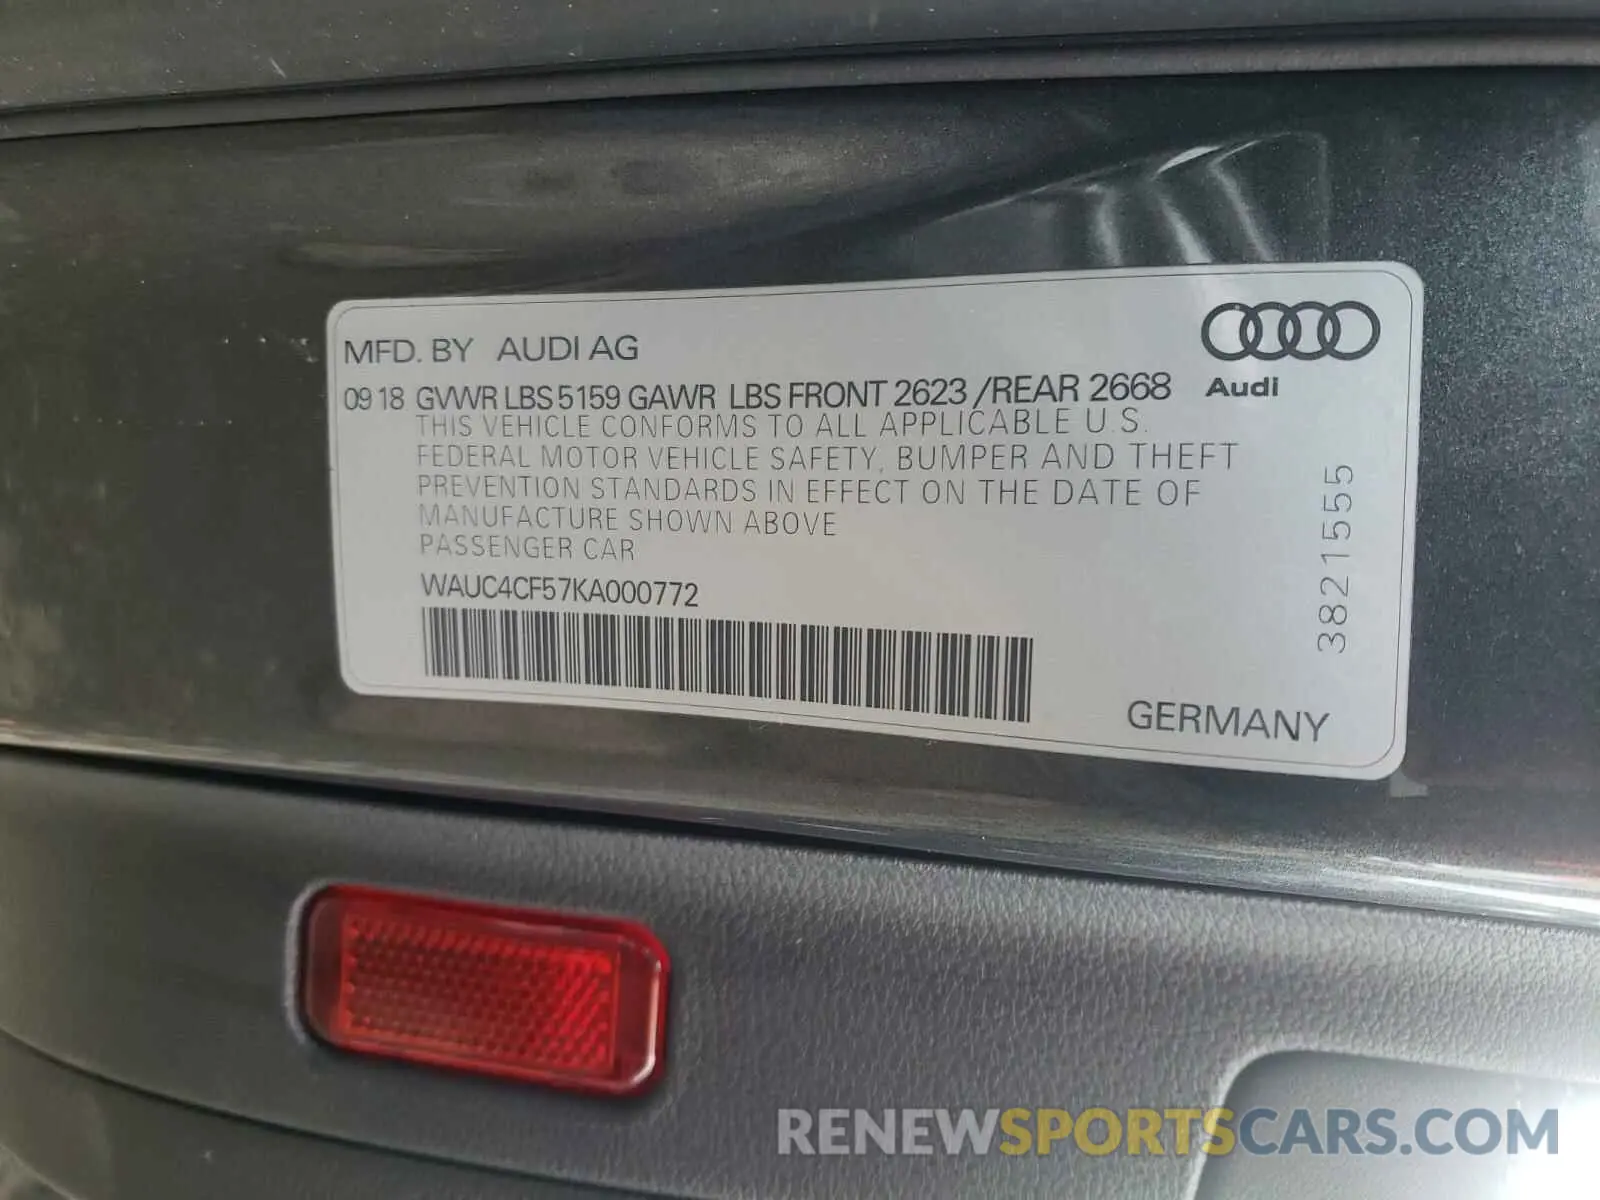 MFD. BY AUDI AG
Audi
09 18 GVWR LBS 5159 GAWR LBS FRONT 2623 /REAR 2668
THIS VEHICLE CONFORMS TO ALL APPLICABLE U.S.
FEDERAL MOTOR VEHICLE SAFETY, BUMPER AND THEFT
PREVENTION STANDARDS IN EFFECT ON THE DATE OF
MANUFACTURE SHOWN ABOVE
PASSENGER CAR
WAUC4CF57KA000772
3821555
GERMANY
RENEWSPORTSCARS.COM